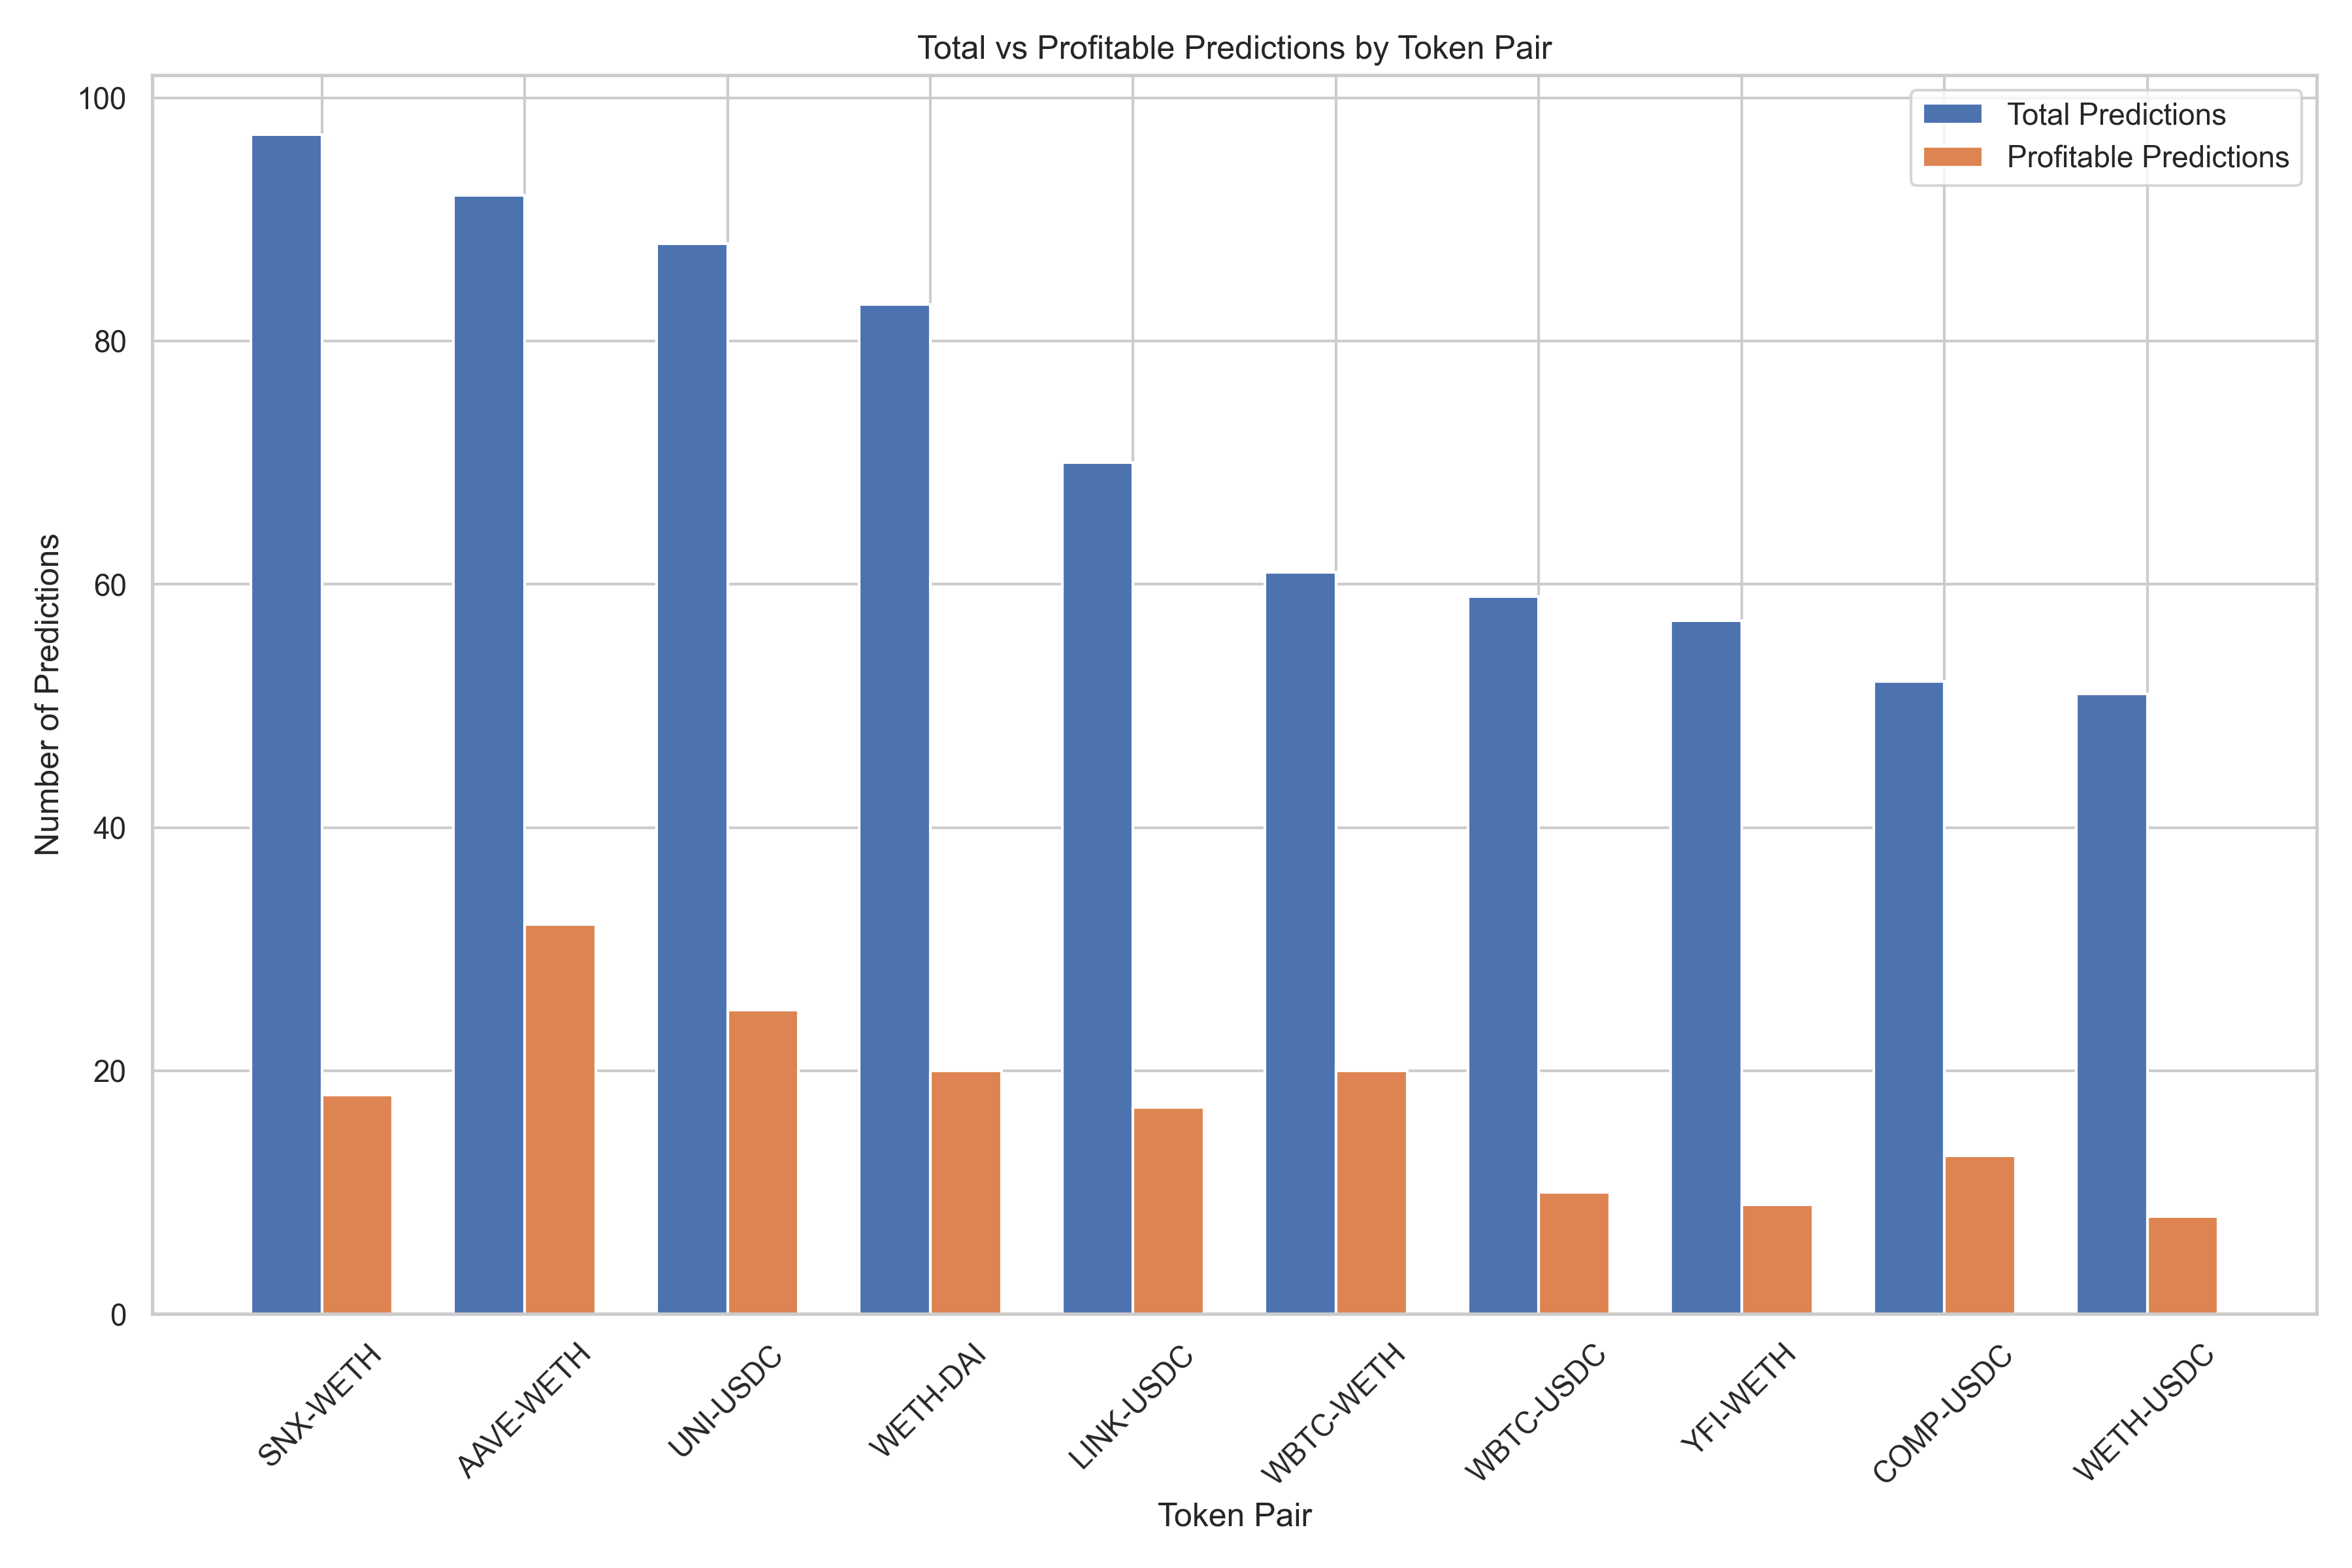 Total vs Profitable Predictions by Token Pair
Total Predictions
Profitable Predictions
Number of Predictions
100
80
60
40
20
0
SNX-WETH
AAVE-WETH
UNI-USDC
WETH-DAI
LINK-USDC
WBTC-WETH
WBTC-USDC
YFI-WETH
COMP-USDC
WETH-USDC
Token Pair